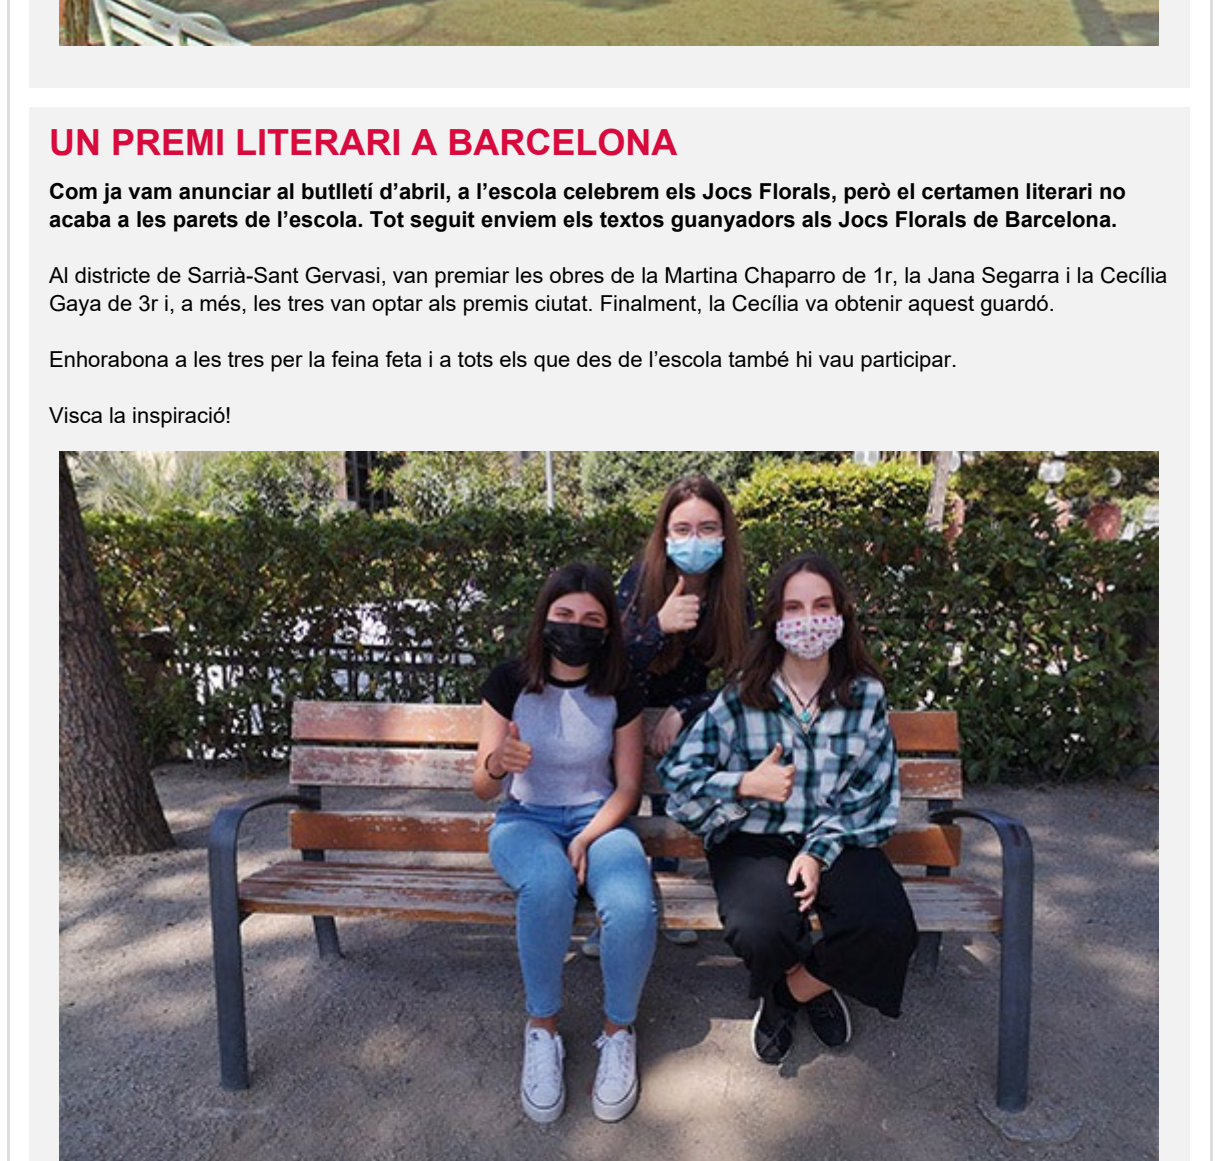 UN PREMI LITERARI A BARCELONA
Com ja vam anunciar al butlletí d’abril, a l’escola celebrem els Jocs Florals, però el certamen literari no
acaba a les parets de l’escola. Tot seguit enviem els textos guanyadors als Jocs Florals de Barcelona.
Al districte de Sarrià-Sant Gervasi, van premiar les obres de la Martina Chaparro de 1r, la Jana Segarra i la Cecília
Gaya de 3r i, a més, les tres van optar als premis ciutat. Finalment, la Cecília va obtenir aquest guardó.
Enhorabona a les tres per la feina feta i a tots els que des de l’escola també hi vau participar.
Visca la inspiració!